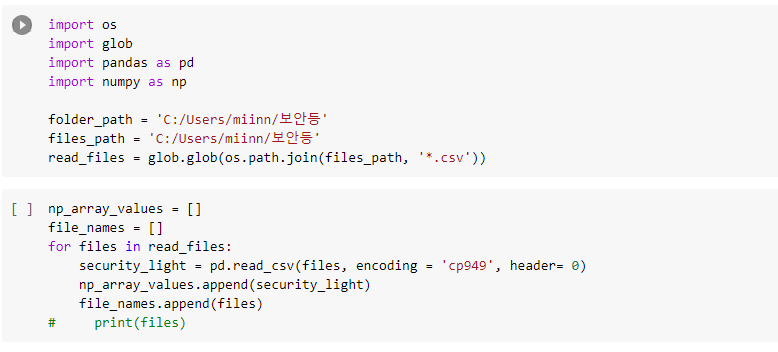 import os
import glob
import pandas as pd
import numpy as np
folder_path = 'C:/Users/miinn/보안등'
files_path = 'C:/Users/miinn/보안등'
read_files = glob.glob(os.path.join(files_path, '*.csv'))
[ ] np_array_values = []
file_names = []
for files in read_files:
    security_light = pd.read_csv(files, encoding = 'cp949', header= 0)
    np_array_values.append(security_light)
    file_names.append(files)
#     print(files)